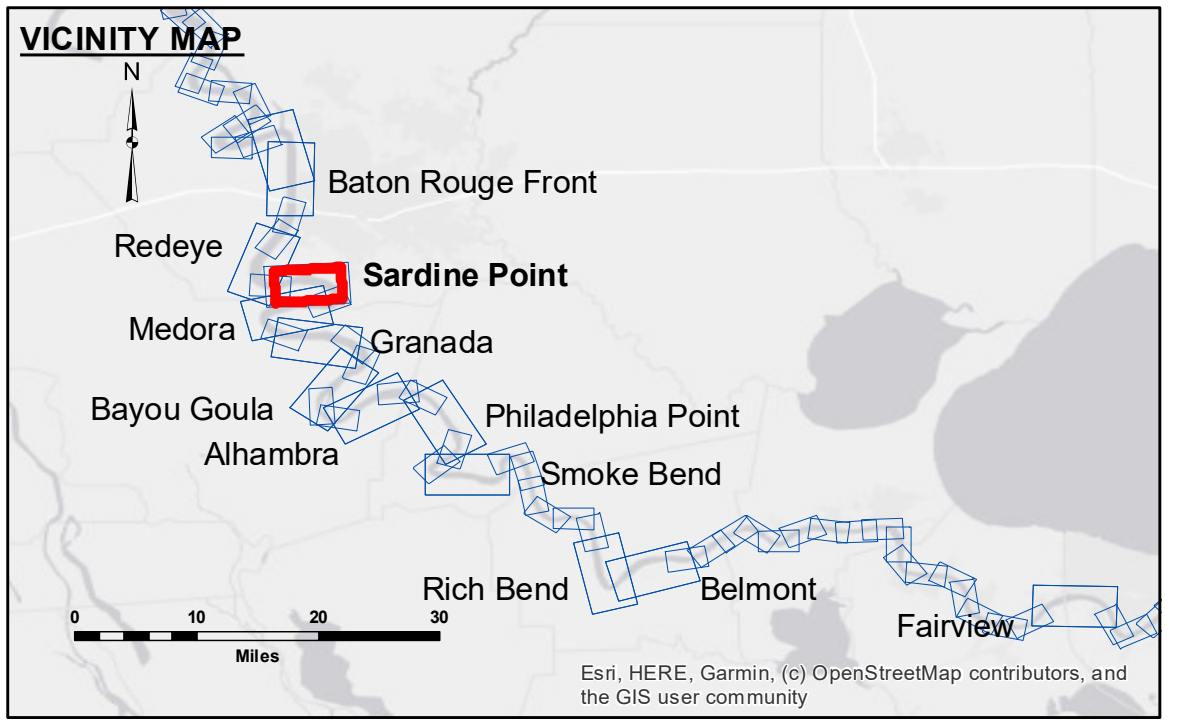 VICINITY MAP
N
Baton Rouge Front
Redeye
Sardine Point
Medora
Granada
Bayou Goula
Philadelphia Point
Alhambra
Smoke Bend
Rich Bend
Belmont
Fairview
0 10 20 30
Miles
Esri, HERE, Garmin, (c) OpenStreetMap contributors, and
the GIS user community